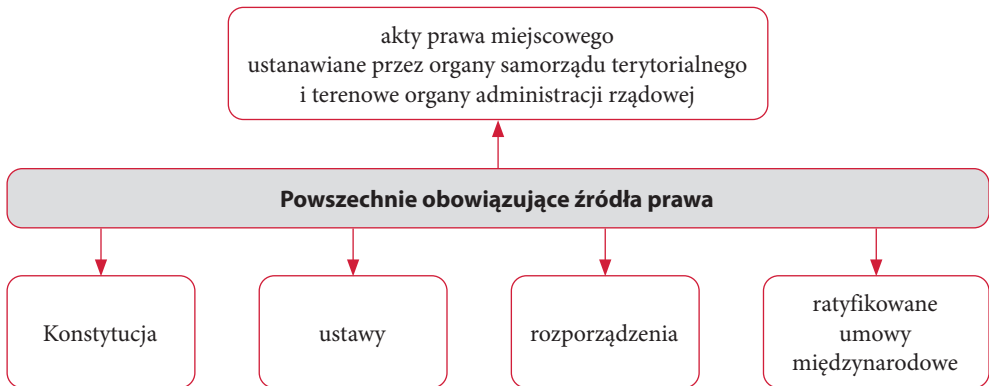 akty prawa miejscowego
ustanawiane przez organy samorządu terytorialnego
i terenowe organy administracji rządowej
Powszechnie obowiązujące źródła prawa
Konstytucja
ustawy
rozporządzenia
ratyfikowane
umowy
międzynarodowe